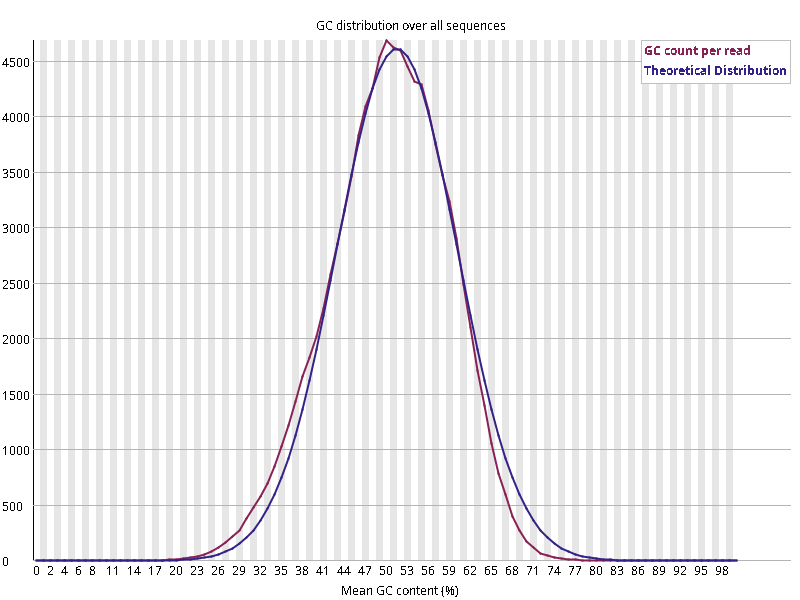 GC distribution over all sequences
GC count per read
Theoretical Distribution
4500
4000
3500
3000
2500
2000
1500
1000
500
0
0 2 4 6 8 11 14 17 20 23 26 29 32 35 38 41 44 47 50 53 56 59 62 65 68 71 74 77 80 83 86 89 92 95 98
Mean GC content (%)